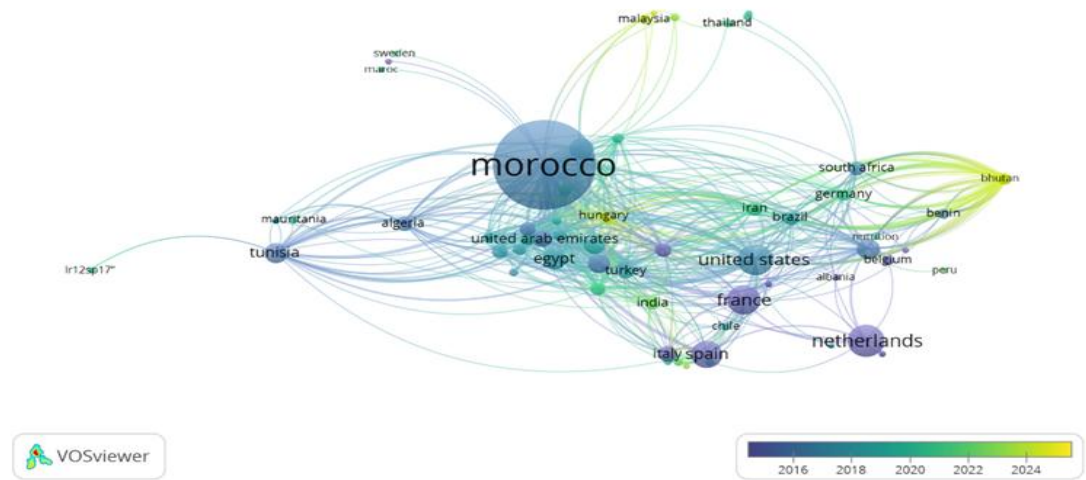 malaysia
thailand
sweden
maroc
morocco
south africa
bhutan
germany
iran
brazil
benin
hungary
mauritania
algeria
united arab emirates
nutrition
tunisia
egypt
united states
belgium
lr12sp17"
turkey
albania
peru
india
france
chile
netherlands
italy spain
VOSviewer
2016 2018 2020 2022 2024